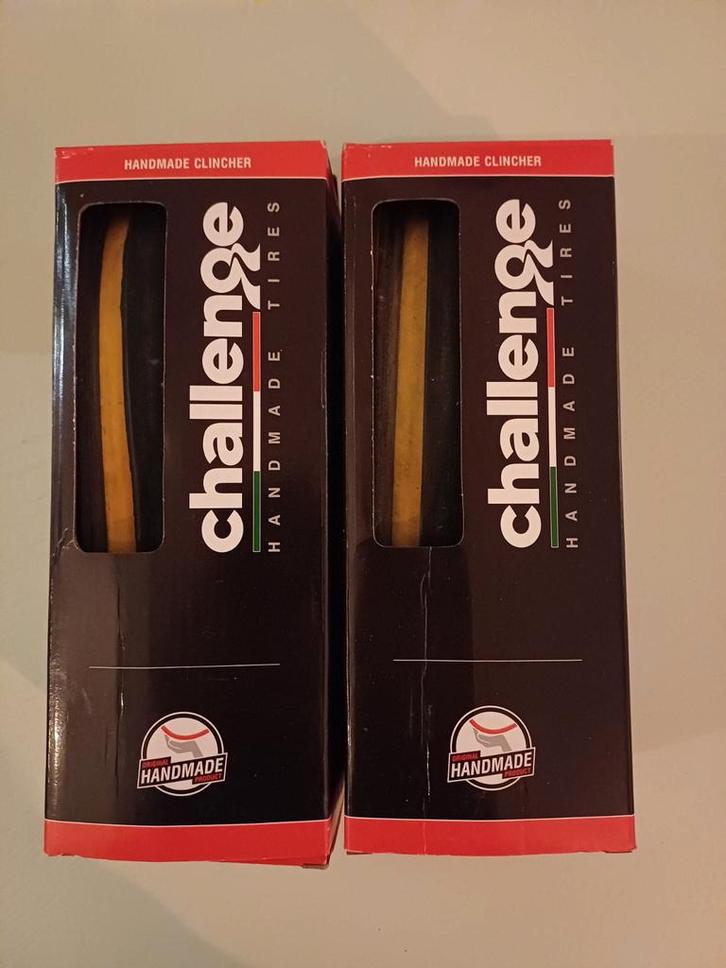 HANDMADE CLINCHER
challenge
HANDMADE TIRES
ORIGINAL
HANDMADE
PRODUCT
HANDMADE CLINCHER
challenge
HANDMADE TIRES
ORIGINAL
HANDMADE
PRODUCT